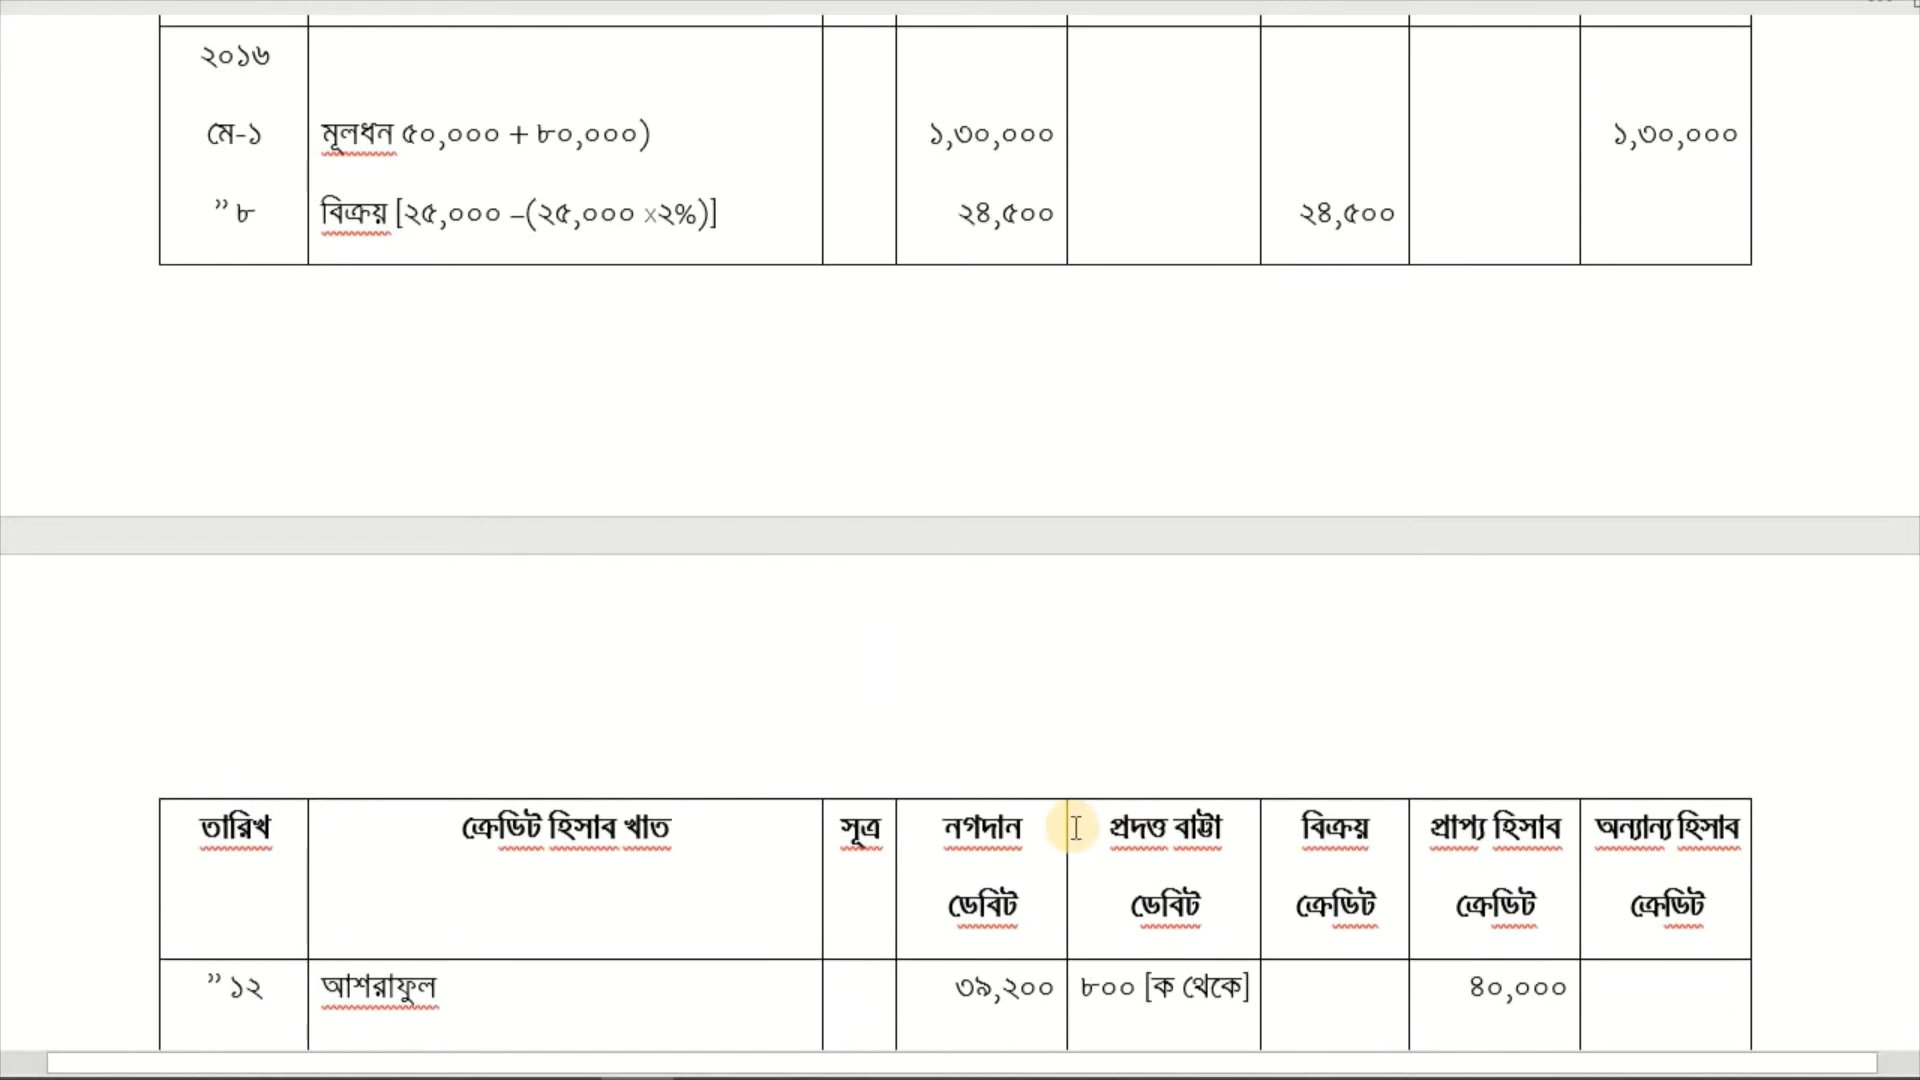 ২০১৬
মে-১ মূলধন ৫০,০০০ + ৮০,০০০) ১,৩০,০০০ ১,৩০,০০০
” ৮ বিক্রয় [২৫,০০০ –(২৫,০০০ ×২%)] ২৪,৫০০ ২৪,৫০০
তারিখ ক্রেডিট হিসাব খাত সূত্র নগদান প্রদত্ত বাট্টা বিক্রয় প্রাপ্য হিসাব অন্যান্য হিসাব
ডেবিট ডেবিট ক্রেডিট ক্রেডিট ক্রেডিট
” ১২ আশরাফুল ৩৯,২০০ ৮০০ [ক থেকে] ৪০,০০০